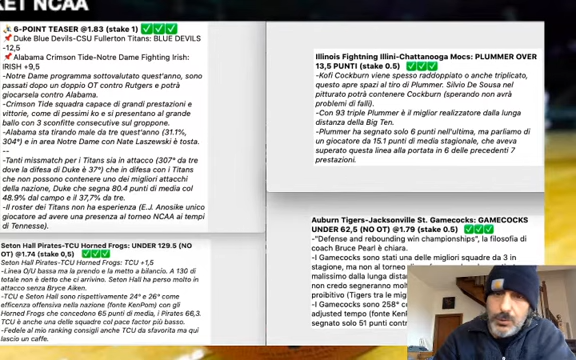 KET NCAA
6-POINT TEASER @1.83 (stake 1) ✅✅✅
📌 Duke Blue Devils-CSU Fullerton Titans: BLUE DEVILS
-12,5
📌Alabama Crimson Tide-Notre Dame Fighting Irish:
IRISH +9,5
-Notre Dame programma sottovalutato quest'anno, sono
passati dopo un doppio OT contro Rutgers e potrà
giocarsela contro Alabama.
-Crimson Tide squadra capace di grandi prestazioni e
vittorie, come di pessimi ko e si presentano al grande
ballo con 3 sconfitte consecutive sul groppone.
-Alabama sta tirando male da tre quest'anno (31.1%,
304°) e in area Notre Dame con Nate Laszewski è tosta.
--
-Tanti missmatch per i Titans sia in attacco (307° da tre
dove la difesa di Duke è 37°) che in difesa con i Titans
che non possono contenere uno dei migliori attacchi
della nazione, Duke che segna 80.4 punti di media col
48.9% dal campo e il 37,7% da tre.
-Il roster dei Titans non ha esperienza (E.J. Anosike unico
giocatore ad avere una presenza al torneo NCAA ai tempi
di Tennesse).
Seton Hall Pirates-TCU Horned Frogs: UNDER 129.5 (NO
OT) @1.74 (stake 0,5) ✅✅✅
Seton Hall Pirates-TCU Horned Frogs: TCU +1,5
-Linea O/U bassa ma la prendo e la metto a bilancio. A 130 di
totale non è detto che ci arrivino. Seton Hall ha perso molto in
attacco senza Bryce Aiken.
-TCU e Seton Hall sono rispettivamente 24° e 26° come
efficienza offensiva nella nazione (fonte KenPom) con gli
Horned Frogs che concedono 65 punti di media, i Pirates 66,3.
TCU è anche una delle squadre col pace factor più basso.
-Fedele al mio ranking consigli anche TCU da sfavorita ma qui
lascio un caffe.
Illinois Fightning Illini-Chattanooga Mocs: PLUMMER OVER
13,5 PUNTI (stake 0.5) ✅✅✅
-Kofi Cockburn viene spesso raddoppiato o anche triplicato,
questo apre spazi al tiro di Plummer. Silvio De Sousa nel
pitturato potrà contenere Cockburn (sperando non avrà
problemi di falli).
-Con 93 triple Plummer è il miglior realizzatore dalla lunga
distanza della Big Ten.
-Plummer ha segnato solo 6 punti nell'ultima, ma parliamo di
un giocatore da 15.1 punti di media stagionale, che aveva
superato questa linea alla portata in 6 delle precedenti 7
prestazioni.
Auburn Tigers-Jacksonville St. Gamecocks: GAMECOCKS
UNDER 62,5 (NO OT) @1.79 (stake 0.5) ✅✅✅
-"Defense and rebounding win championships", la filosofia di
coach Bruce Pearl è chiara.
-I Gamecocks sono stati una delle migliori squadre da 3 in
stagione, ma non al torneo
malissimo dalla lunga distanza
non credo segneranno molti
proibitivo (Tigers tra le migl
-I Gamecocks sono 258°
adjusted tempo (fonte Ken
segnato solo 51 punti contr